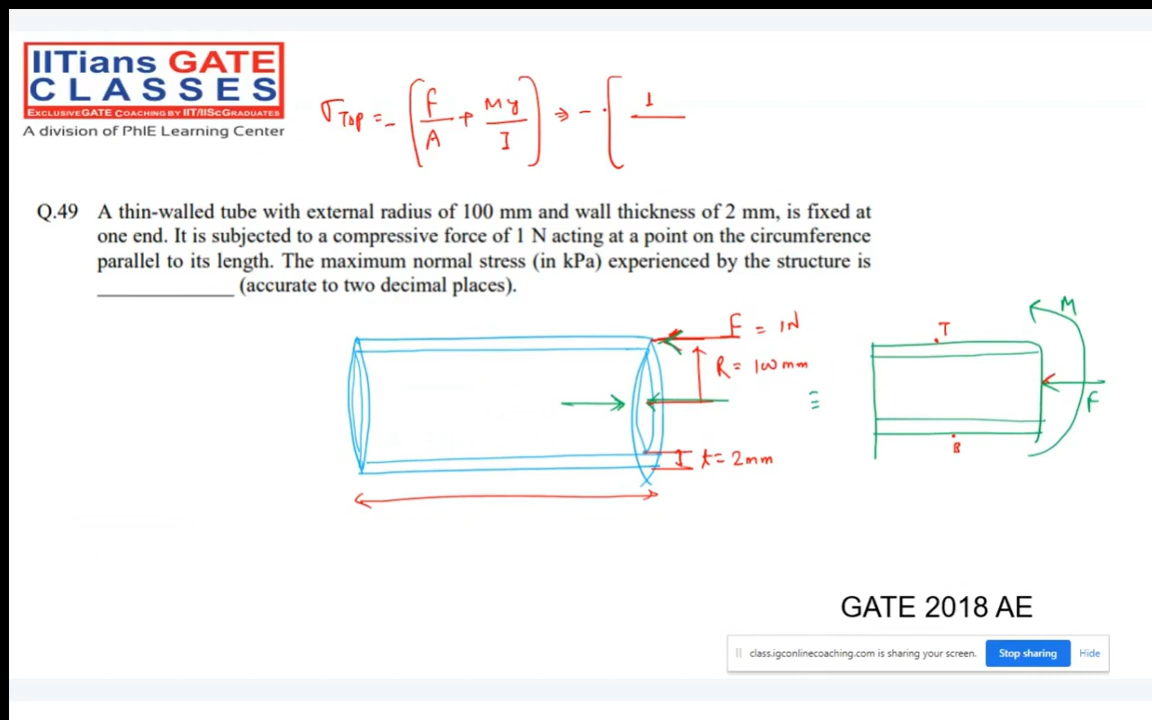 IITians GATE
CLASSES
EXCLUSIVE GATE COACHING BY IIT/IISC GRADUATES
A division of PhIE Learning Center
σTop = - (F/A + My/I) ⇒ - [1
Q.49 A thin-walled tube with external radius of 100 mm and wall thickness of 2 mm, is fixed at
one end. It is subjected to a compressive force of 1 N acting at a point on the circumference
parallel to its length. The maximum normal stress (in kPa) experienced by the structure is
______________ (accurate to two decimal places).
F = 1N
R = 100mm
t = 2mm
≡
T
M
F
B
GATE 2018 AE
class.igconlinecoaching.com is sharing your screen.
Stop sharing
Hide